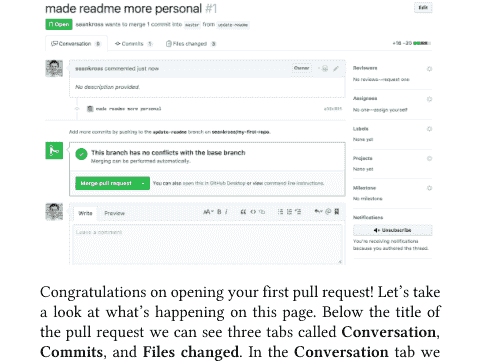 made readme more personal #1
Edit
Open seankross wants to merge 1 commit into master from update-readme
Conversation 0 Commits 1 Files changed 3
seankross commented just now Owner
No description provided.
made readme more personal
Add more commits by pushing to the update-readme branch on seankross/my-first-repo.
This branch has no conflicts with the base branch
Merging can be performed automatically.
Merge pull request You can also open this in GitHub Desktop or view command line instructions.
Write Preview
Leave a comment
Reviewers
No reviews—request one
Assignees
No one—assign yourself
Labels
None yet
Projects
None yet
Milestone
No milestone
Notifications
Unsubscribe
You're receiving notifications
because you authored the thread.
Congratulations on opening your first pull request! Let's take
a look at what's happening on this page. Below the title of
the pull request we can see three tabs called Conversation,
Commits, and Files changed. In the Conversation tab we